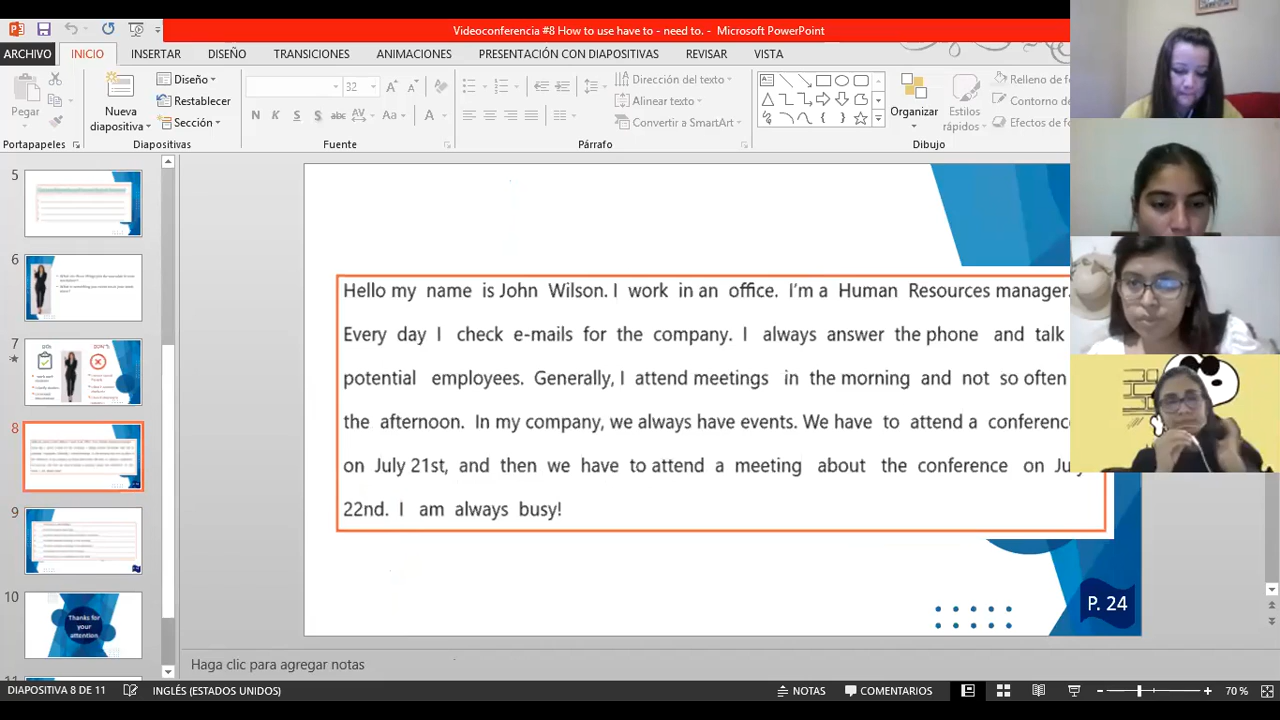 Videoconferencia #8 How to use have to - need to. - Microsoft PowerPoint
ARCHIVO INICIO INSERTAR DISEÑO TRANSICIONES ANIMACIONES PRESENTACIÓN CON DIAPOSITIVAS REVISAR VISTA
Pegar
Nueva
diapositiva
Diseño
Restablecer
Sección
32
N K S S abc AV Aa A
Dirección del texto
Alinear texto
Convertir a SmartArt
Organizar
Estilos
rápidos
Relleno de
Contorno de
Efectos de
Portapapeles Diapositivas Fuente Párrafo Dibujo
5
6
7
8
9
10
Thanks for
your
attention
Hello my name is John Wilson. I work in an office. I'm a Human Resources manager.
Every day I check e-mails for the company. I always answer the phone and talk
potential employees. Generally, I attend meetings in the morning and not so often
the afternoon. In my company, we always have events. We have to attend a conference
on July 21st, and then we have to attend a meeting about the conference on July
22nd. I am always busy!
P. 24
Haga clic para agregar notas
DIAPOSITIVA 8 DE 11 INGLÉS (ESTADOS UNIDOS) NOTAS COMENTARIOS 70 %